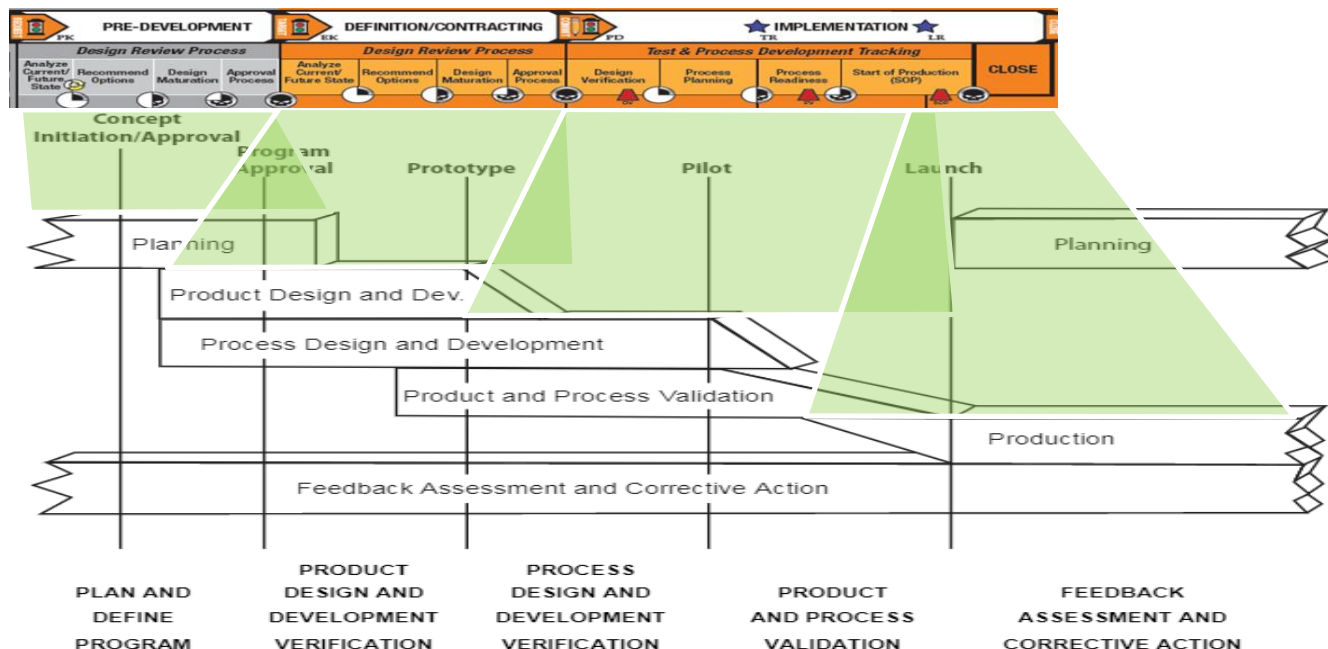 PRE-DEVELOPMENT
DEFINITION/CONTRACTING
IMPLEMENTATION
PK
EK
PD
TR
LR
Design Review Process
Design Review Process
Test & Process Development Tracking
CLOSE
Analyze
Current/
Future
State
Recommend
Options
Design
Maturation
Approval
Process
Analyze
Current/
Future State
Recommend
Options
Design
Maturation
Approval
Process
Design
Verification
Process
Planning
Process
Readiness
Start of Production
(SOP)
Concept
Initiation/Approval
Program
Approval
Prototype
Pilot
Launch
Planning
Planning
Product Design and Dev.
Process Design and Development
Product and Process Validation
Production
Feedback Assessment and Corrective Action
PLAN AND
DEFINE
PROGRAM
PRODUCT
DESIGN AND
DEVELOPMENT
VERIFICATION
PROCESS
DESIGN AND
DEVELOPMENT
VERIFICATION
PRODUCT
AND PROCESS
VALIDATION
FEEDBACK
ASSESSMENT AND
CORRECTIVE ACTION